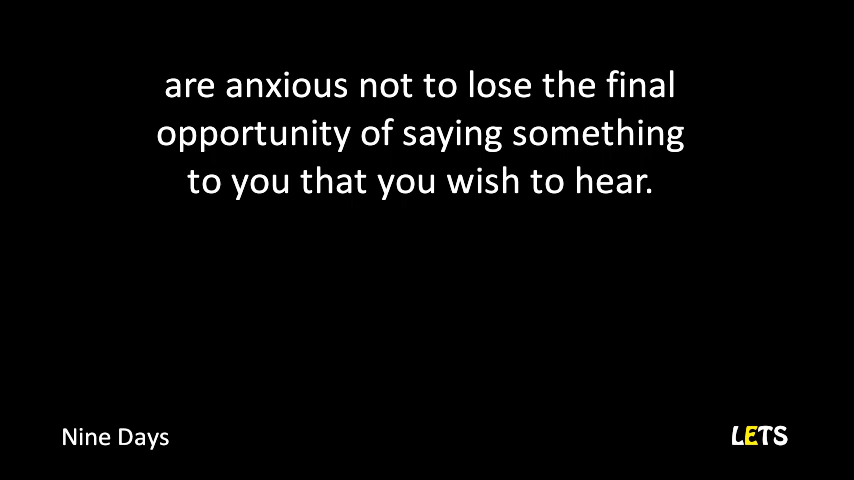 are anxious not to lose the final
opportunity of saying something
to you that you wish to hear.
Nine Days
LETS